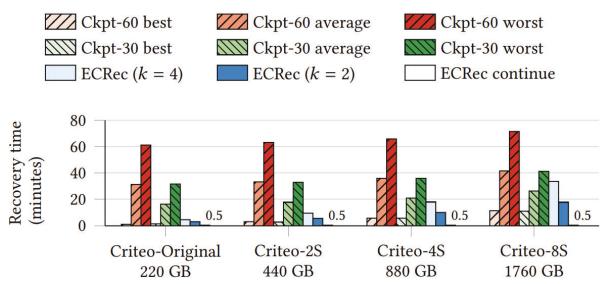 Ckpt-60 best Ckpt-60 average Ckpt-60 worst
Ckpt-30 best Ckpt-30 average Ckpt-30 worst
ECRec (k = 4) ECRec (k = 2) ECRec continue
Recovery time
(minutes)
80
60
40
20
0
0.5 0.5 0.5 0.5
Criteo-Original Criteo-2S Criteo-4S Criteo-8S
220 GB 440 GB 880 GB 1760 GB